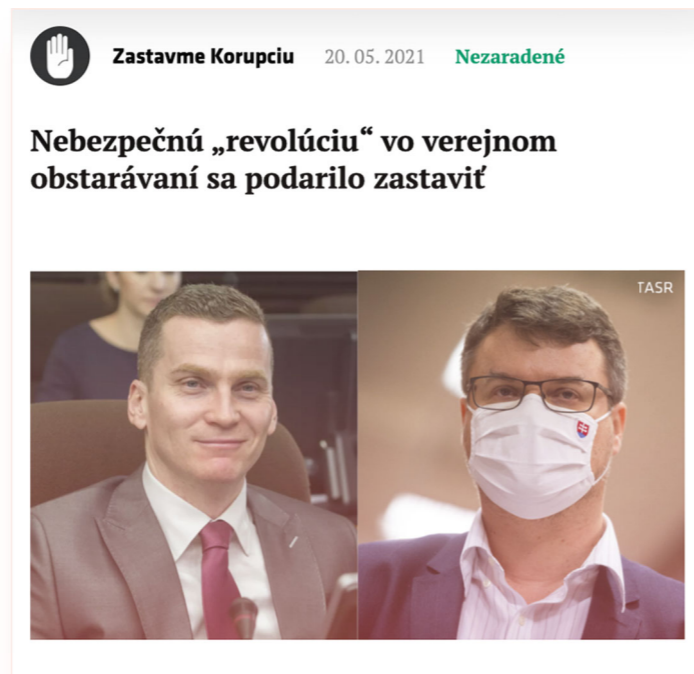 Zastavme Korupciu 20. 05. 2021 Nezaradené
Nebezpečnú „revolúciu“ vo verejnom
obstarávaní sa podarilo zastaviť
TASR